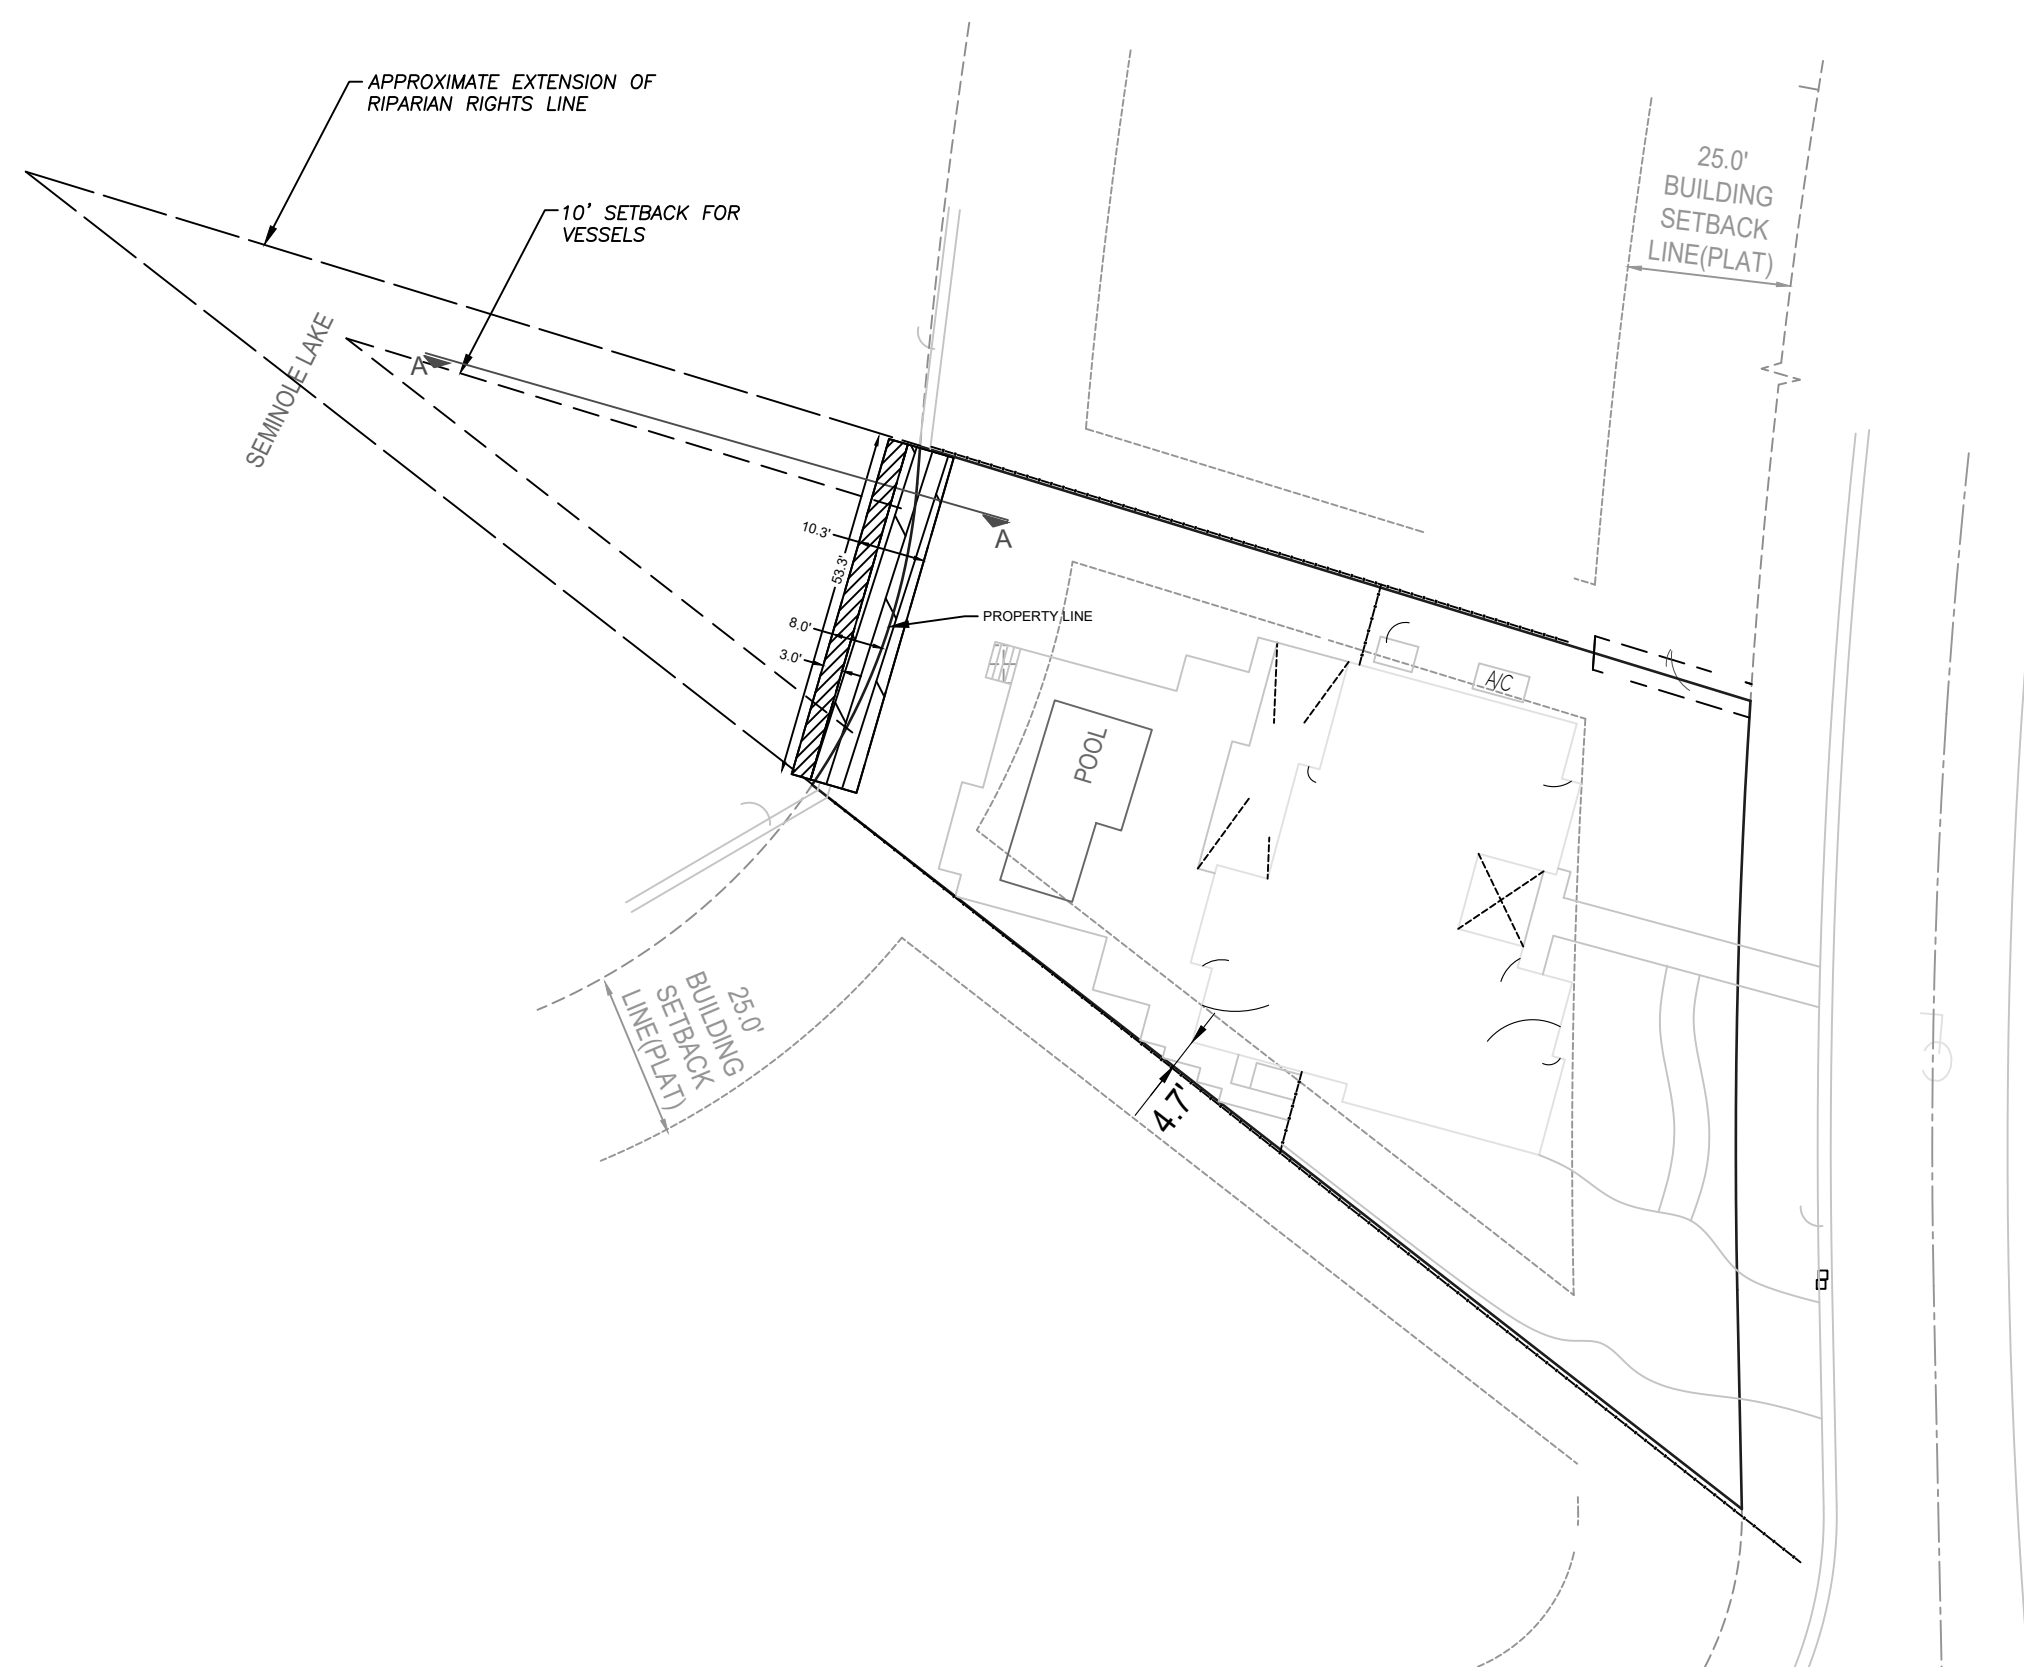 APPROXIMATE EXTENSION OF
RIPARIAN RIGHTS LINE
10' SETBACK FOR
VESSELS
25.0'
BUILDING
SETBACK
LINE(PLAT)
SEMINOLE LAKE
A
A
10.3'
53.3'
8.0'
3.0'
PROPERTY LINE
A/C
POOL
25.0'
BUILDING
SETBACK
LINE(PLAT)
4.7'